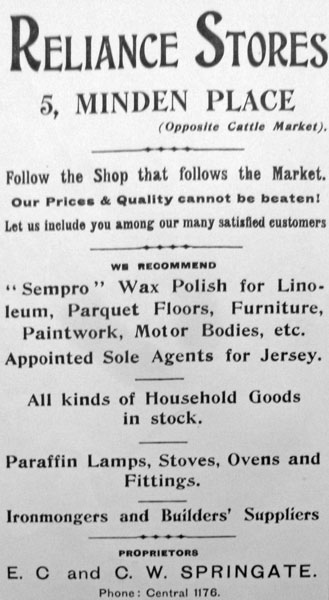 RELIANCE STORES
5, MINDEN PLACE
(Opposite Cattle Market).
Follow the Shop that follows the Market.
Our Prices & Quality cannot be beaten!
Let us include you among our many satisfied customers
WE RECOMMEND
"Sempro" Wax Polish for Lino-
leum, Parquet Floors, Furniture,
Paintwork, Motor Bodies, etc.
Appointed Sole Agents for Jersey.
All kinds of Household Goods
in stock.
Paraffin Lamps, Stoves, Ovens and
Fittings.
Ironmongers and Builders' Suppliers
PROPRIETORS
E. C and C. W. SPRINGATE.
Phone: Central 1176.